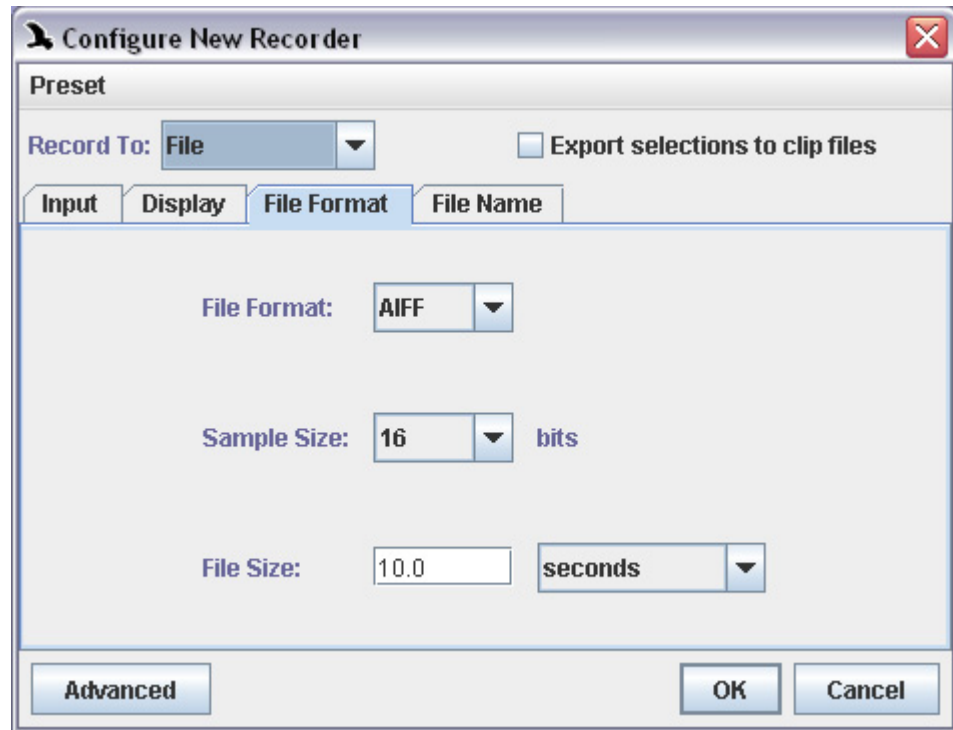 Configure New Recorder
Preset
Record To: File Export selections to clip files
Input Display File Format File Name
File Format: AIFF
Sample Size: 16 bits
File Size: 10.0 seconds
Advanced OK Cancel